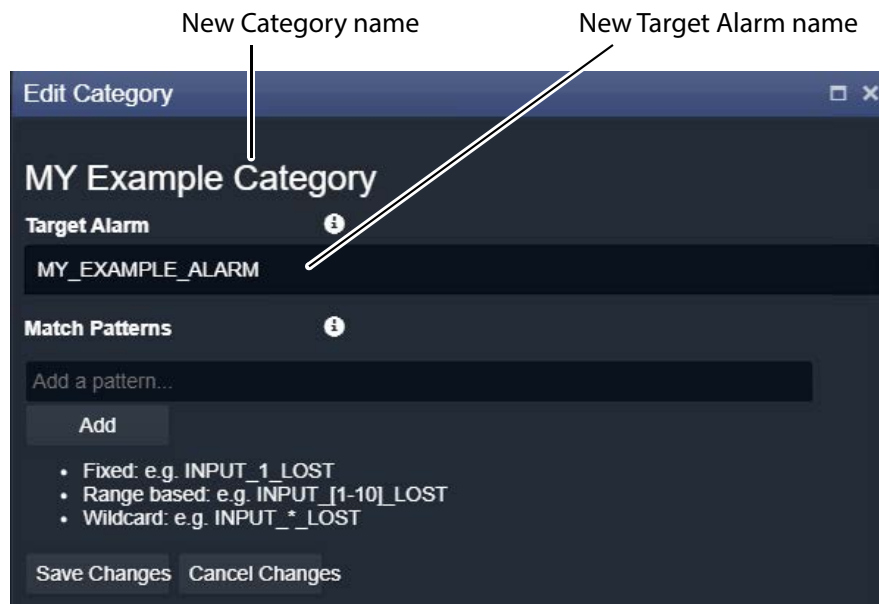 New Category name New Target Alarm name
Edit Category
MY Example Category
Target Alarm
MY_EXAMPLE_ALARM
Match Patterns
Add a pattern...
Add
• Fixed: e.g. INPUT_1_LOST
• Range based: e.g. INPUT_[1-10]_LOST
• Wildcard: e.g. INPUT_*_LOST
Save Changes Cancel Changes